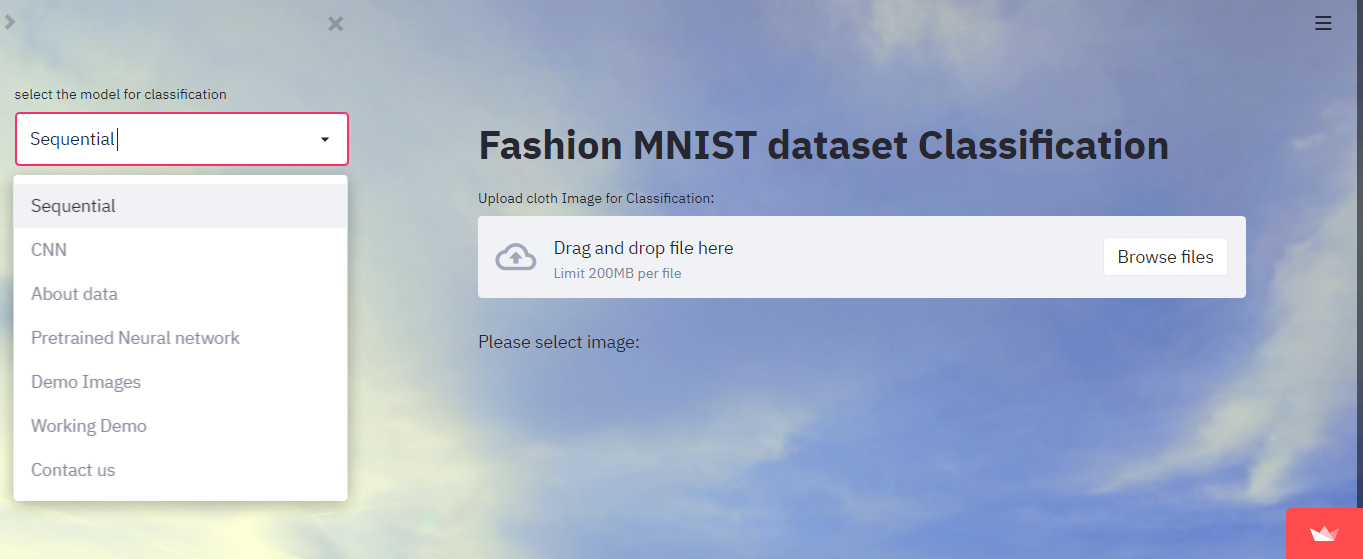 select the model for classification
Sequential
Sequential
CNN
About data
Pretrained Neural network
Demo Images
Working Demo
Contact us
Fashion MNIST dataset Classification
Upload cloth Image for Classification:
Drag and drop file here
Limit 200MB per file
Browse files
Please select image: